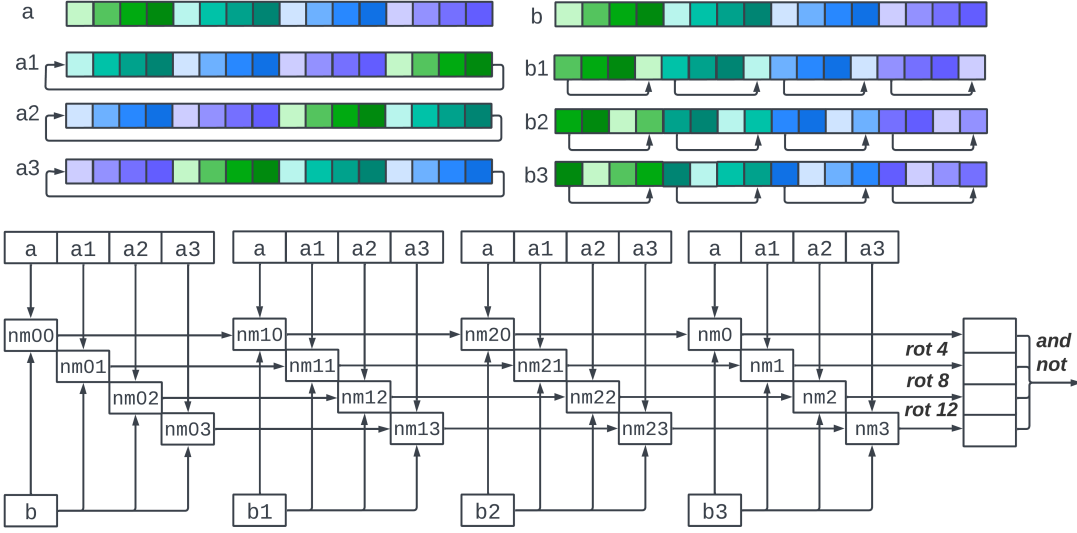 a b
a1 b1
a2 b2
a3 b3
a a1 a2 a3 a a1 a2 a3 a a1 a2 a3 a a1 a2 a3
nm00 nm10 nm20 nm0
and
rot 4
nm01 nm11 nm21 nm1 not
rot 8
nm02 nm12 nm22 nm2
rot 12
nm03 nm13 nm23 nm3
b b1 b2 b3